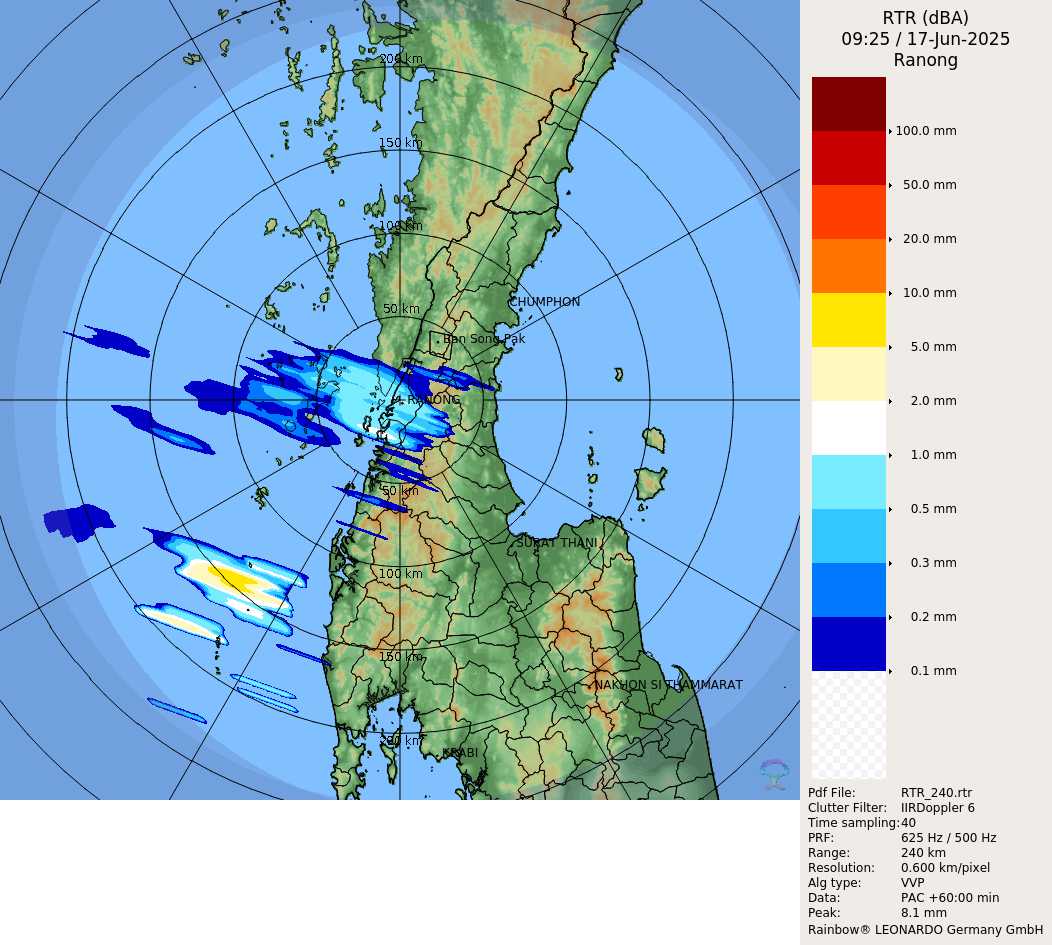 RTR (dBA)
09:25 / 17-Jun-2025
Ranong
200 km
150 km
100 km
50 km
CHUMPHON
Ban Song Pak
RANONG
50 km
SURAT THANI
100 km
150 km
NAKHON SI THAMMARAT
200 km
KRABI
100.0 mm
50.0 mm
20.0 mm
10.0 mm
5.0 mm
2.0 mm
1.0 mm
0.5 mm
0.3 mm
0.2 mm
0.1 mm
Pdf File: RTR_240.rtr
Clutter Filter: IIRDoppler 6
Time sampling:40
PRF: 625 Hz / 500 Hz
Range: 240 km
Resolution: 0.600 km/pixel
Alg type: VVP
Data: PAC +60:00 min
Peak: 8.1 mm
Rainbow® LEONARDO Germany GmbH